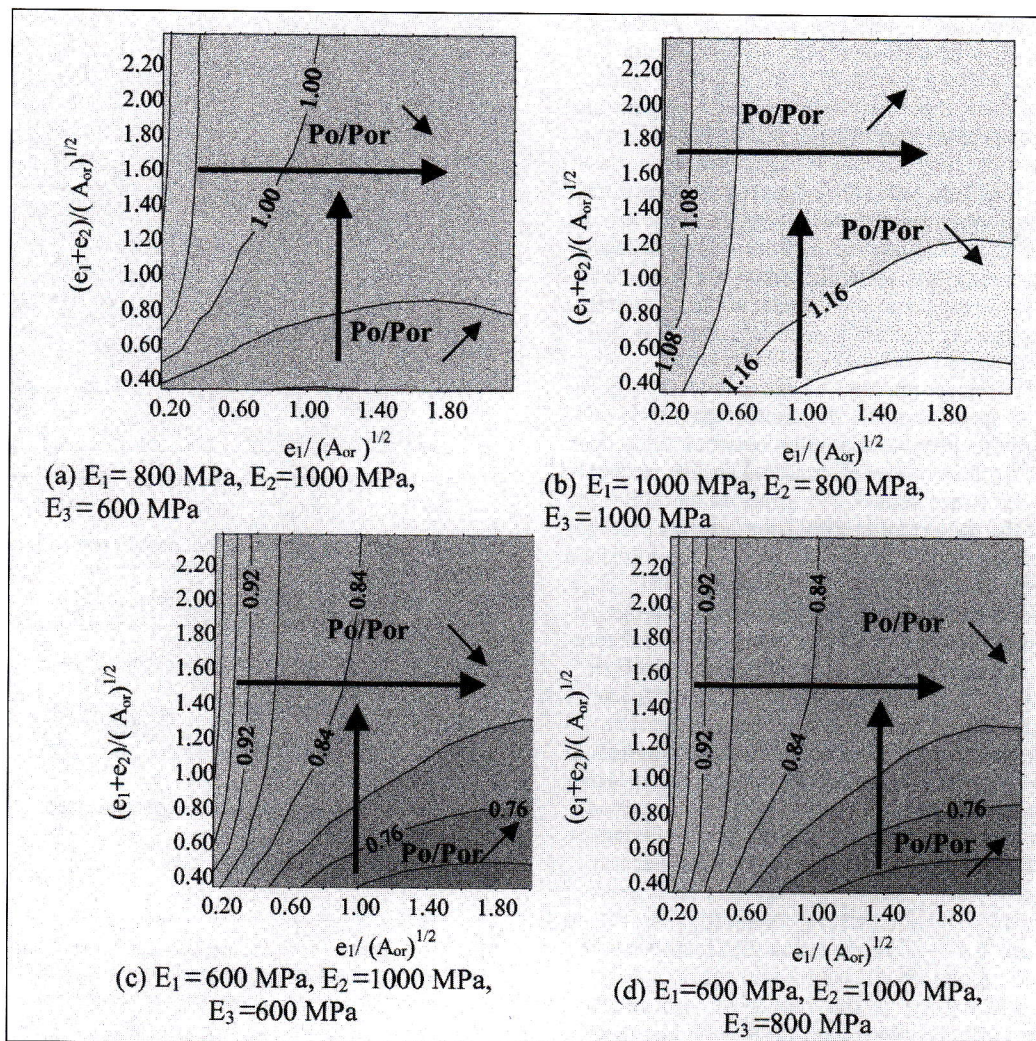 2.20
2.00
1.80
1.60
1.20
1.00
0.80
0.60
0.40
(e1+e2)/( Aor)^1/2
1.00
Po/Por
1.00
Po/Por
0.20 0.60 1.00 1.40 1.80
e1/ (Aor )^1/2
(a) E1= 800 MPa, E2=1000 MPa,
E3 = 600 MPa
2.20
2.00
1.80
1.60
1.20
1.00
0.80
0.60
0.40
(e1+e2)/( Aor)^1/2
Po/Por
1.08
Po/Por
1.16
1.08
1.16
0.20 0.60 1.00 1.40 1.80
e1/ (Aor)^1/2
(b) E1= 1000 MPa, E2 = 800 MPa,
E3 = 1000 MPa
2.20
2.00
1.80
1.60
1.20
1.00
0.80
0.60
0.40
(e1+e2)/( Aor)^1/2
0.92
0.84
Po/Por
0.92
0.84
0.76
0.76
Po/Por
0.20 0.60 1.00 1.40 1.80
e1/ (Aor)^1/2
(c) E1 = 600 MPa, E2 = 1000 MPa,
E3 = 600 MPa
2.20
2.00
1.80
1.60
1.20
1.00
0.80
0.60
0.40
(e1+e2)/( Aor)^1/2
0.92
0.84
Po/Por
0.92
0.84
0.76
Po/Por
0.20 0.60 1.00 1.40 1.80
e1/ (Aor)^1/2
(d) E1=600 MPa, E2 = 1000 MPa,
E3 =800 MPa